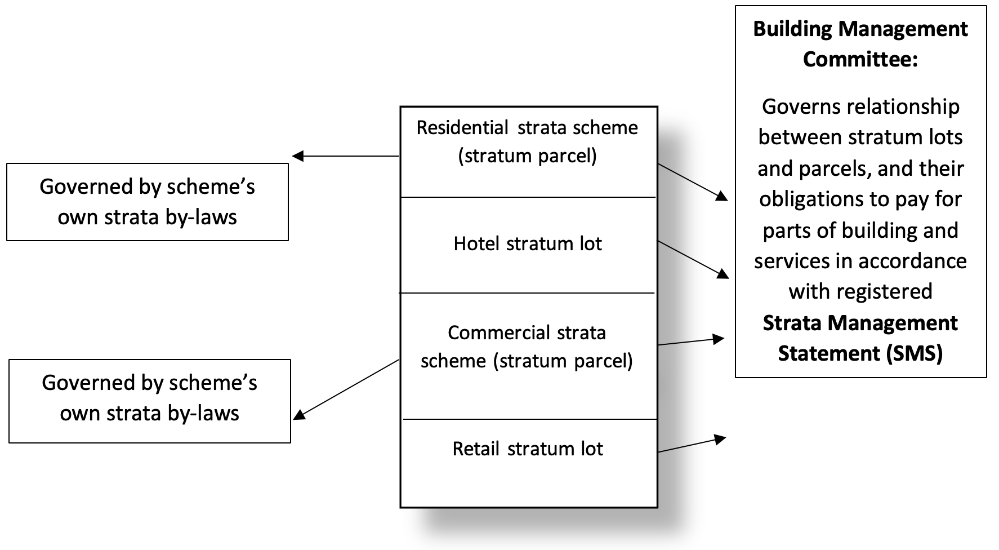 Building Management
Committee:
Governs relationship
between stratum lots
and parcels, and their
obligations to pay for
parts of building and
services in accordance
with registered
Strata Management
Statement (SMS)
Residential strata scheme
(stratum parcel)
Governed by scheme’s
own strata by-laws
Hotel stratum lot
Commercial strata
scheme (stratum parcel)
Governed by scheme’s
own strata by-laws
Retail stratum lot